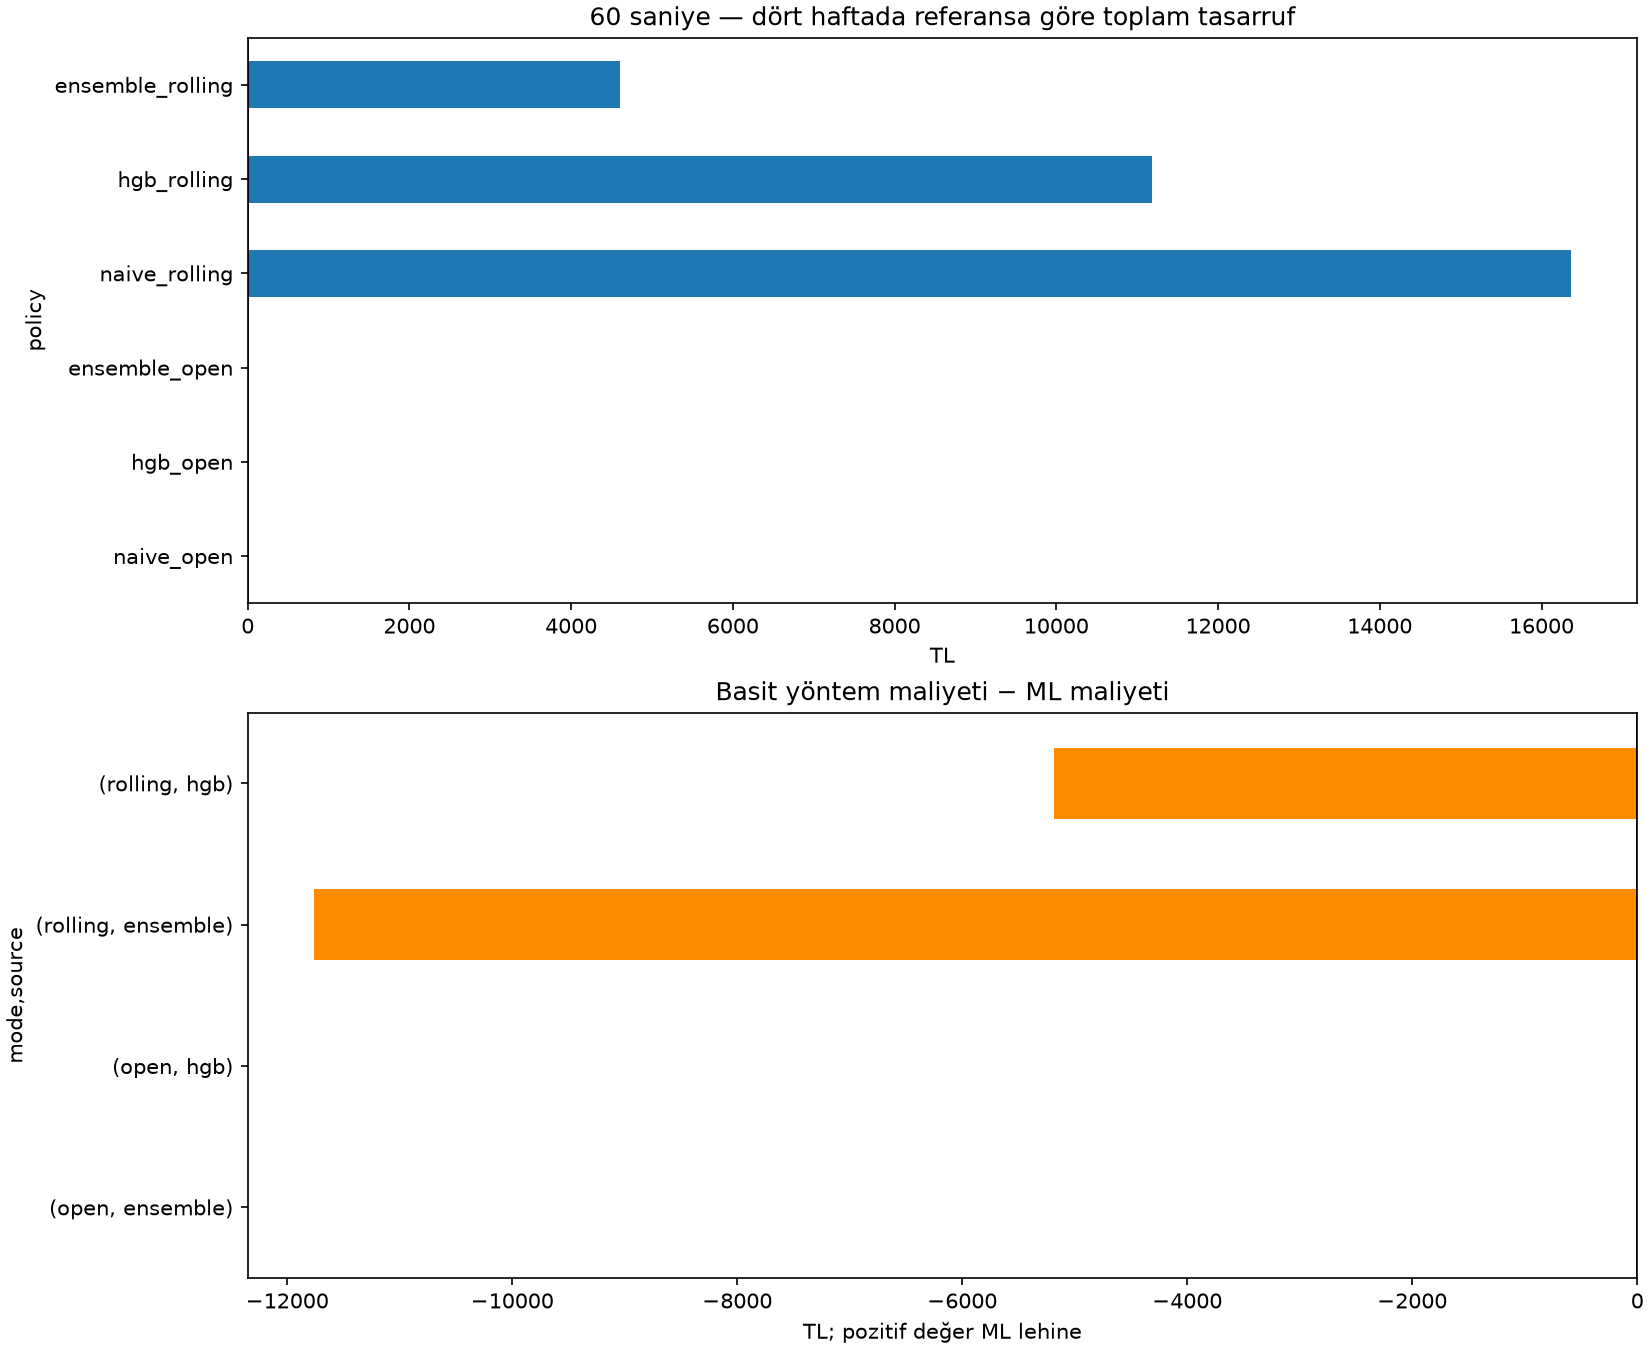 60 saniye — dört haftada referansa göre toplam tasarruf
policy
ensemble_rolling
hgb_rolling
naive_rolling
ensemble_open
hgb_open
naive_open
0 2000 4000 6000 8000 10000 12000 14000 16000
TL
Basit yöntem maliyeti − ML maliyeti
mode,source
(rolling, hgb)
(rolling, ensemble)
(open, hgb)
(open, ensemble)
−12000 −10000 −8000 −6000 −4000 −2000 0
TL; pozitif değer ML lehine